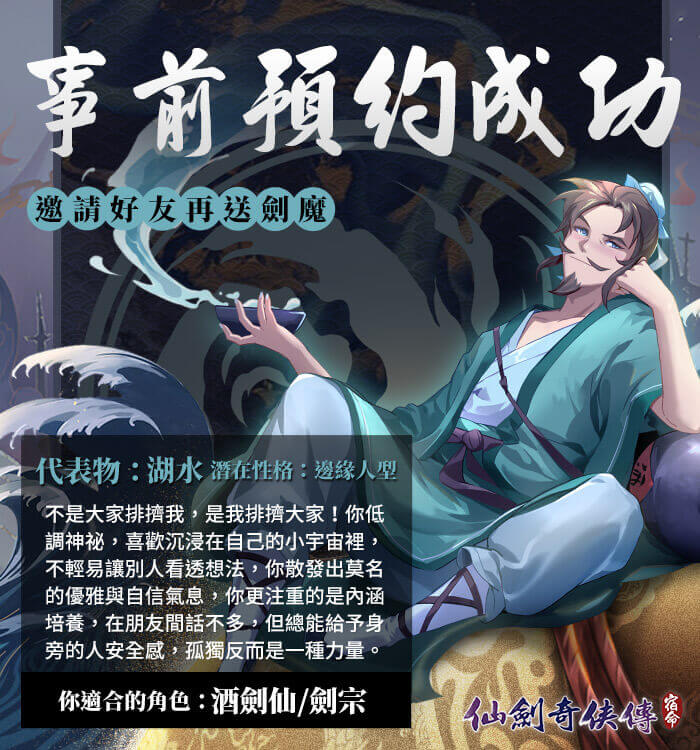 事前預約成功
邀請好友再送劍魔
代表物：湖水 潛在性格：邊緣人型
不是大家排擠我，是我排擠大家！你低
調神祕，喜歡沉浸在自己的小宇宙裡，
不輕易讓別人看透想法，你散發出莫名
的優雅與自信氣息，你更注重的是內涵
培養，在朋友間話不多，但總能給予身
旁的人安全感，孤獨反而是一種力量。
你適合的角色：酒劍仙/劍宗
仙劍奇俠傳 宿命
酒